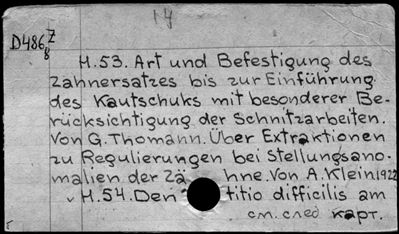 14
D486 Z/8
H.53. Art und Befestigung des
Zahnersatzes bis zur Einführung
des Kautschuks mit besonderer Be-
rücksichtigung der Schnitzarbeiten.
Von G. Thomann. Über Extraktionen
zu Regulierungen bei Stellungsano-
malien der Zä hne. Von A. Klein. 1922
v H.54. Den titio difficilis am
см. след карт.